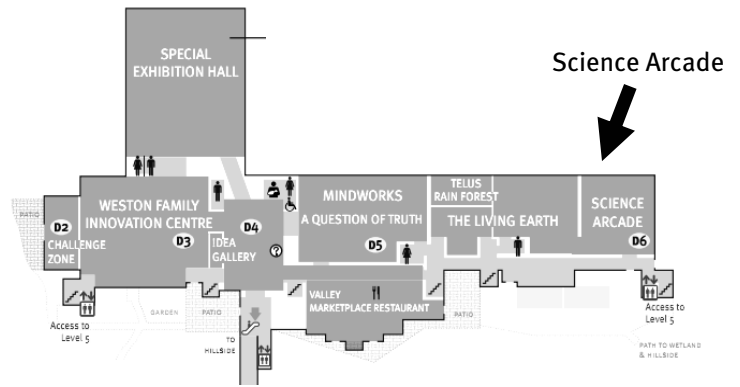 SPECIAL
EXHIBITION HALL
Science Arcade
WESTON FAMILY
INNOVATION CENTRE
D3
PATIO
D2
CHALLENGE
ZONE
D4
IDEA
GALLERY
?
MINDWORKS
A QUESTION OF TRUTH
D5
TELUS
RAIN FOREST
THE LIVING EARTH
SCIENCE
ARCADE
D6
VALLEY
MARKETPLACE RESTAURANT
Access to
Level 5
GARDEN
PATIO
TO
HILLSIDE
PATIO
Access to
Level 5
PATH TO WETLAND
& HILLSIDE